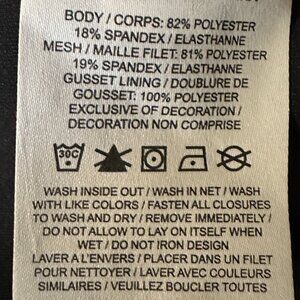 BODY / CORPS: 82% POLYESTER
18% SPANDEX / ELASTHANNE
MESH / MAILLE FILET: 81% POLYESTER
19% SPANDEX / ELASTHANNE
GUSSET LINING / DOUBLURE DE
GOUSSET: 100% POLYESTER
EXCLUSIVE OF DECORATION /
DECORATION NON COMPRISE
30C
WASH INSIDE OUT / WASH IN NET / WASH
WITH LIKE COLORS / FASTEN ALL CLOSURES
TO WASH AND DRY / REMOVE IMMEDIATELY /
DO NOT ALLOW TO LAY ON ITSELF WHEN
WET / DO NOT IRON DESIGN
LAVER A L'ENVERS / PLACER DANS UN FILET
POUR NETTOYER / LAVER AVEC COULEURS
SIMILAIRES / VEUILLEZ BOUCLER TOUTES